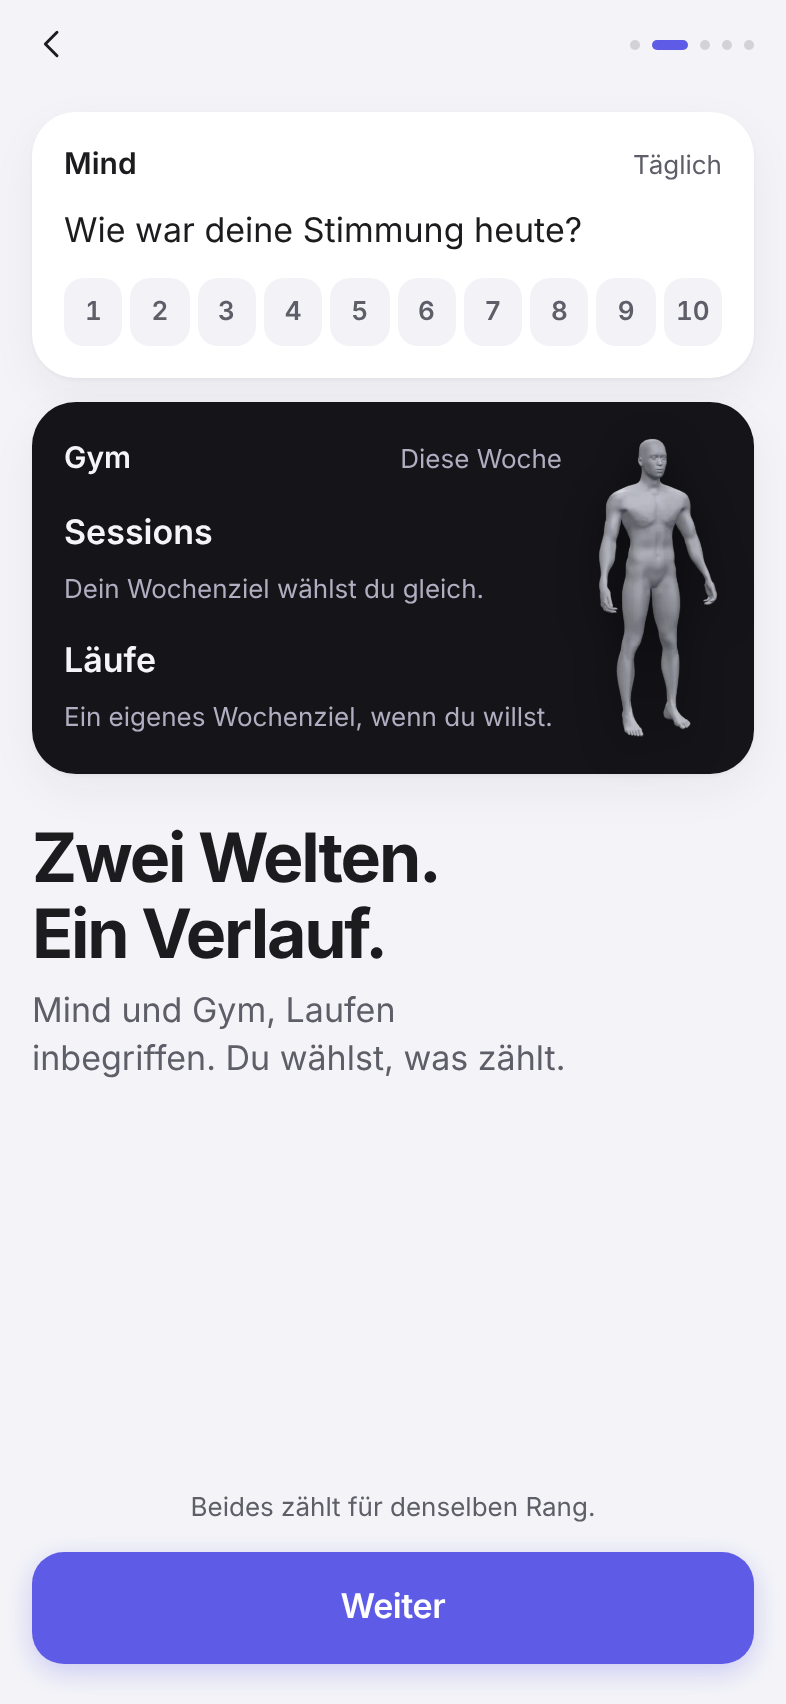 Mind
Täglich
Wie war deine Stimmung heute?
1 2 3 4 5 6 7 8 9 10
Gym
Diese Woche
Sessions
Dein Wochenziel wählst du gleich.
Läufe
Ein eigenes Wochenziel, wenn du willst.
Zwei Welten.
Ein Verlauf.
Mind und Gym, Laufen
inbegriffen. Du wählst, was zählt.
Beides zählt für denselben Rang.
Weiter